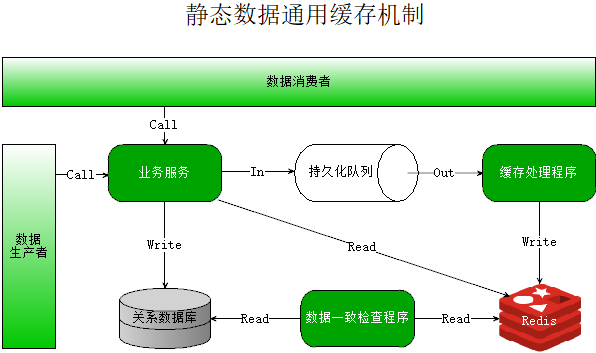 静态数据通用缓存机制
数据消费者
Call
数据
生产者
Call
业务服务
In
持久化队列
Out
缓存处理程序
Write
Read
Write
关系数据库
Read
数据一致检查程序
Read
Redis